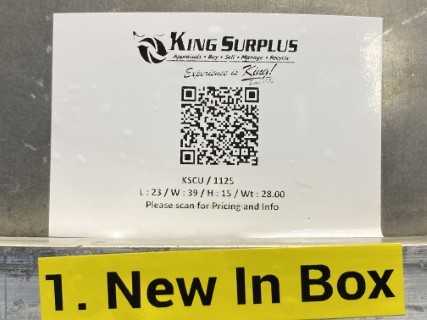 KING SURPLUS
Appraisals • Buy • Sell • Manage • Recycle
Experience is King!
KSCU / 1125
L : 23 / W : 39 / H : 15 / Wt : 28.00
Please scan for Pricing and Info
1. New In Box